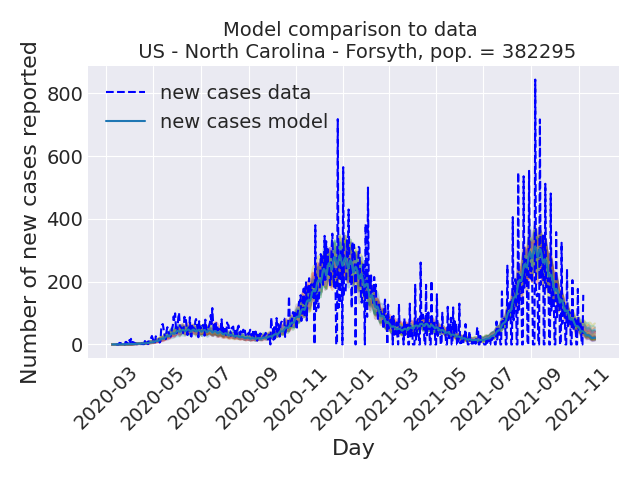 Model comparison to data
US - North Carolina - Forsyth, pop. = 382295
Number of new cases reported
800
600
400
200
0
new cases data
new cases model
2020-03
2020-05
2020-07
2020-09
2020-11
2021-01
2021-03
2021-05
2021-07
2021-09
2021-11
Day